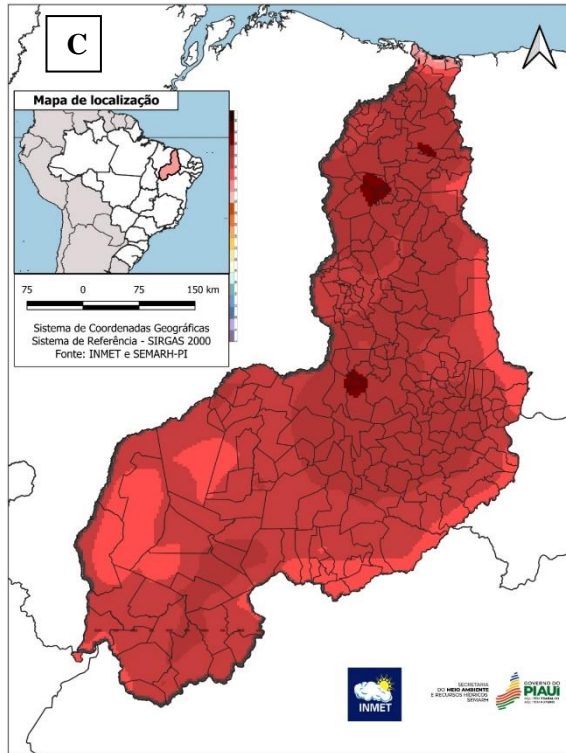 C
Mapa de localização
75 0 75 150 km
Sistema de Coordenadas Geográficas
Sistema de Referência - SIRGAS 2000
Fonte: INMET e SEMARH-PI
INMET
SECRETARIA
DO MEIO AMBIENTE
E RECURSOS HÍDRICOS
SEMARH
GOVERNO DO
PIAUÍ